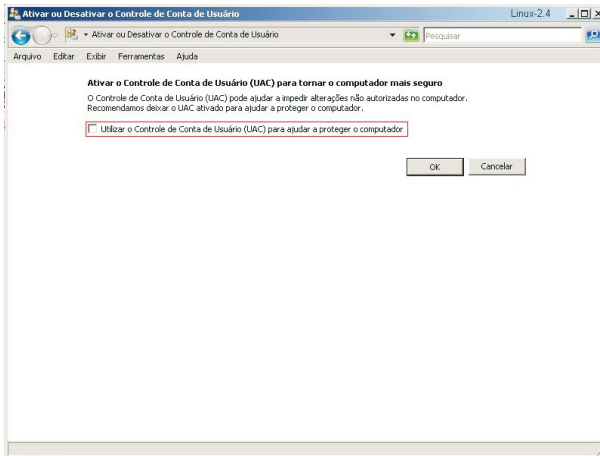 Ativar ou Desativar o Controle de Conta de Usuário
Linux-2.4
Ativar ou Desativar o Controle de Conta de Usuário
Pesquisar
Arquivo Editar Exibir Ferramentas Ajuda
Ativar o Controle de Conta de Usuário (UAC) para tornar o computador mais seguro
O Controle de Conta de Usuário (UAC) pode ajudar a impedir alterações não autorizadas no computador.
Recomendamos deixar o UAC ativado para ajudar a proteger o computador.
Utilizar o Controle de Conta de Usuário (UAC) para ajudar a proteger o computador
OK Cancelar